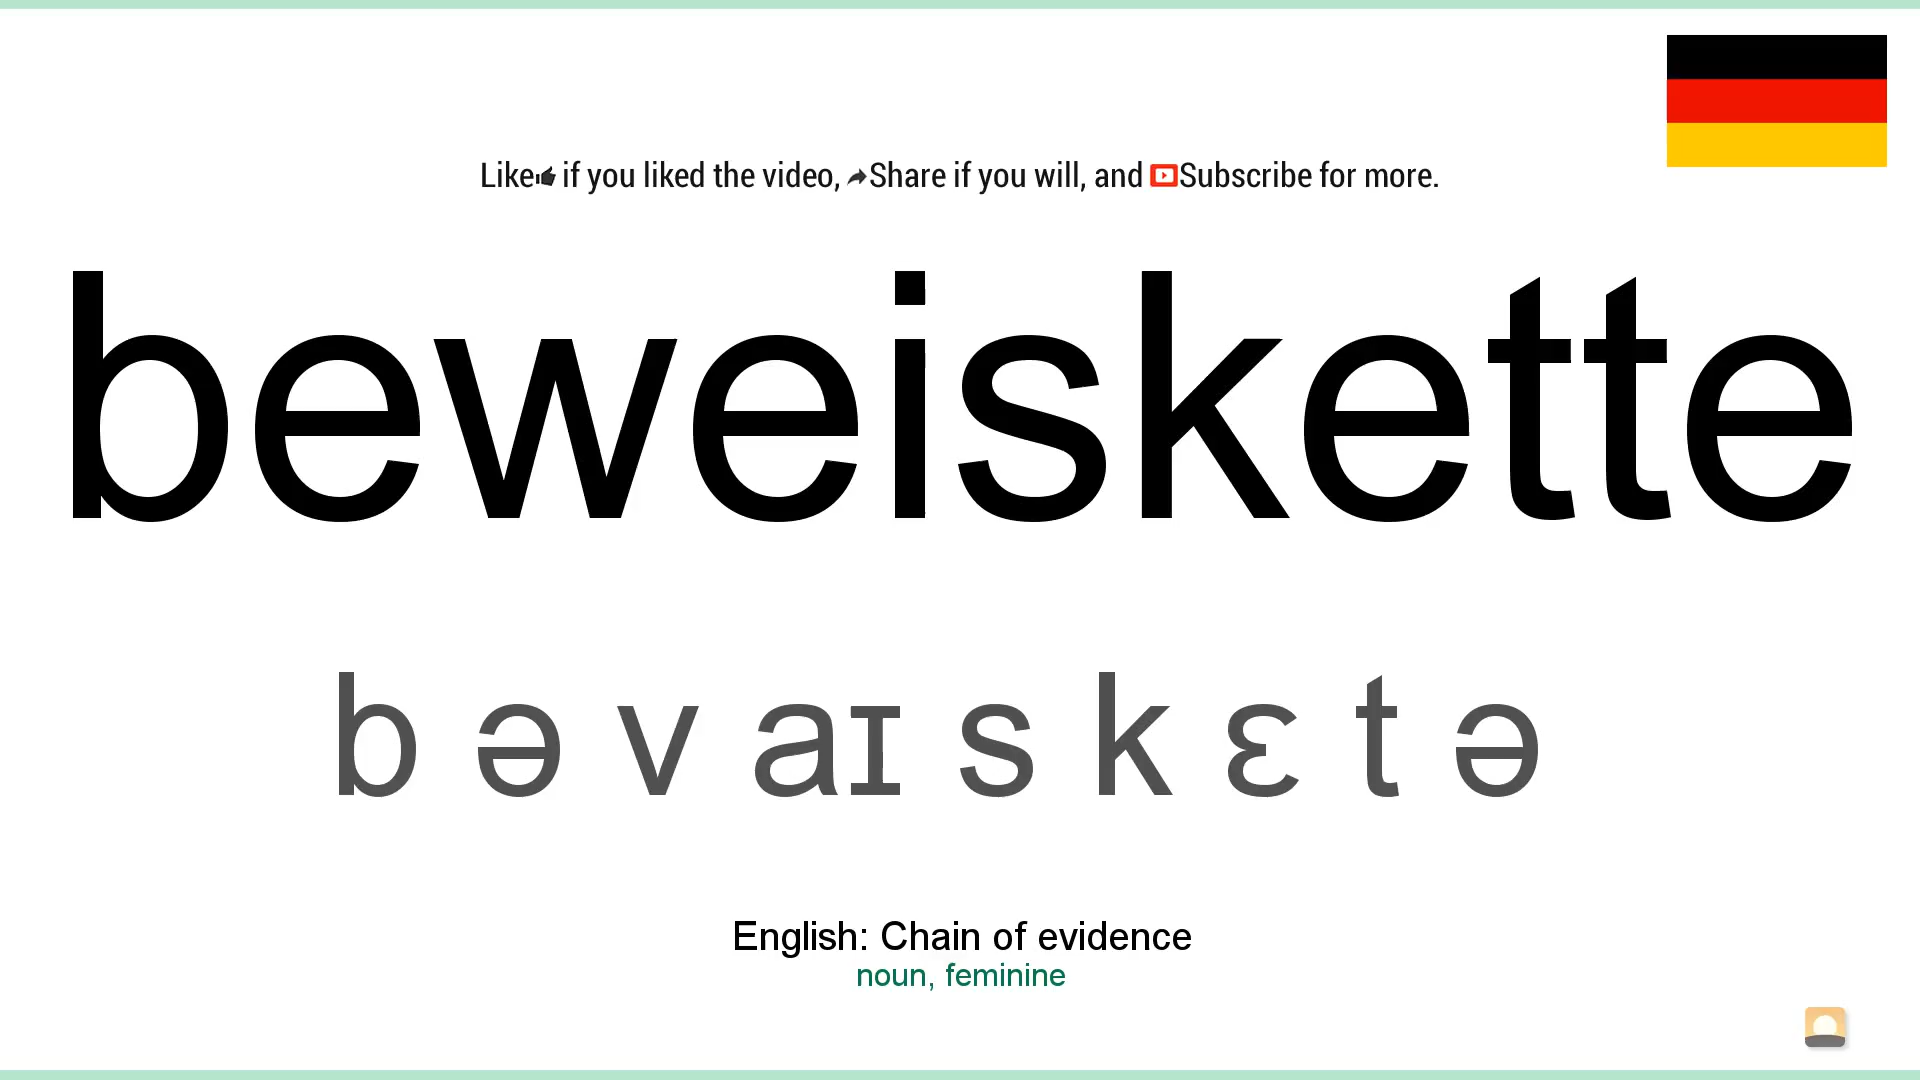 Like if you liked the video, Share if you will, and Subscribe for more.
beweiskette
b ə v aɪ s k ɛ t ə
English: Chain of evidence
noun, feminine